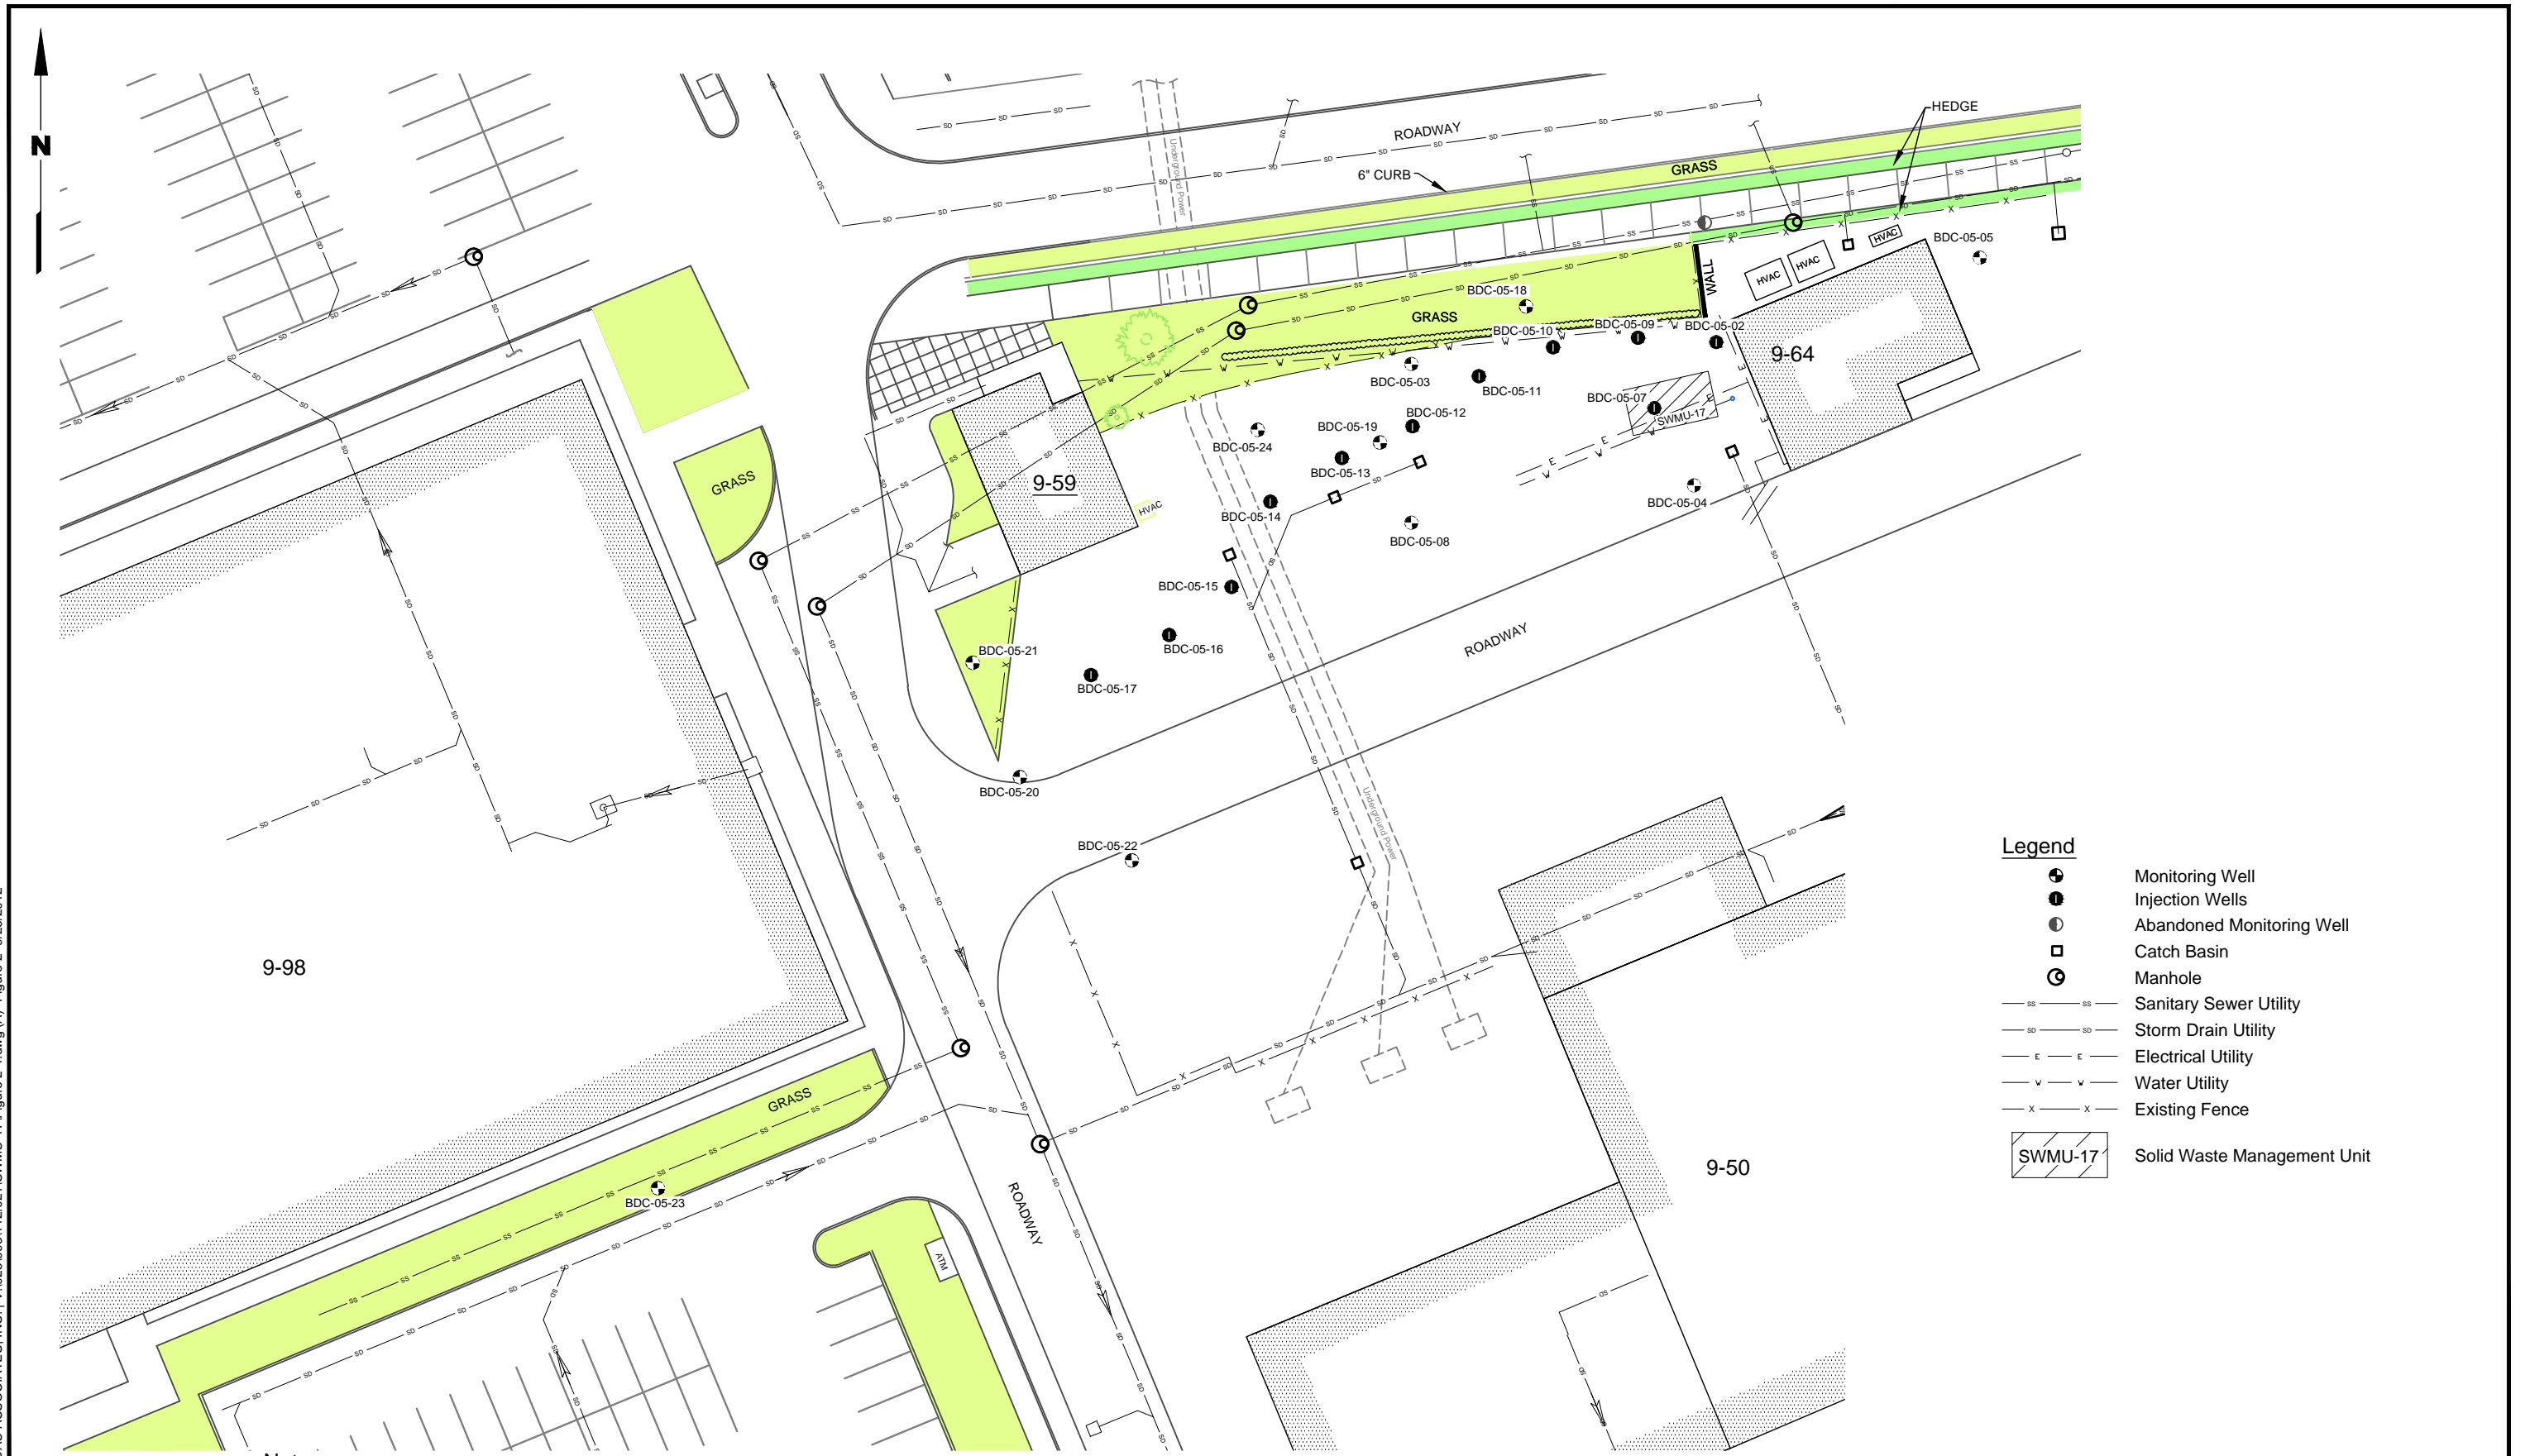 N
HEDGE
ROADWAY
GRASS
6" CURB
Underground Power
BDC-05-05
HVAC
HVAC
HVAC
WALL
BDC-05-18
GRASS
BDC-05-10
BDC-05-09
BDC-05-02
9-64
BDC-05-03
BDC-05-11
BDC-05-07
SWMU-17
BDC-05-12
BDC-05-19
BDC-05-24
BDC-05-13
9-59
GRASS
HVAC
BDC-05-14
BDC-05-04
BDC-05-08
BDC-05-15
BDC-05-16
ROADWAY
BDC-05-21
BDC-05-17
BDC-05-20
Underground Power
BDC-05-22
Legend
Monitoring Well
Injection Wells
Abandoned Monitoring Well
Catch Basin
Manhole
SS SS Sanitary Sewer Utility
SD SD Storm Drain Utility
E E Electrical Utility
W W Water Utility
X X Existing Fence
SWMU-17 Solid Waste Management Unit
9-98
GRASS
BDC-05-23
ROADWAY
ATM
9-50